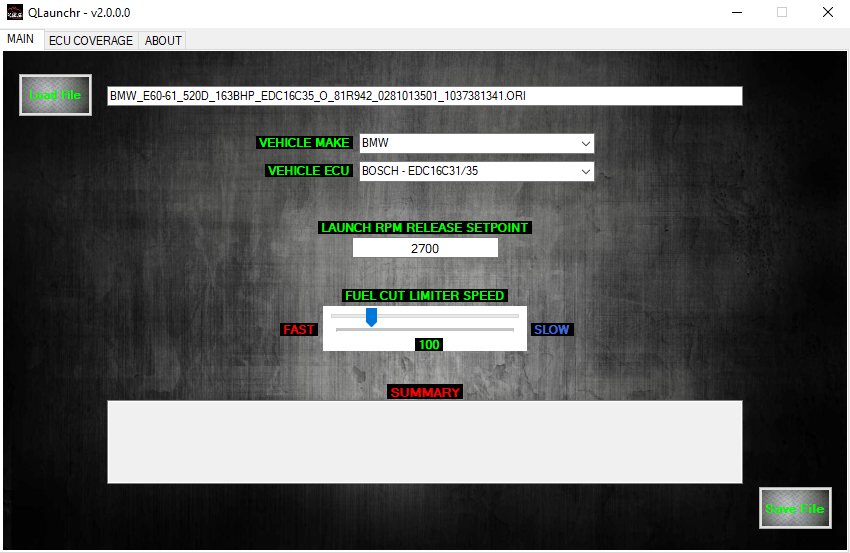 QLaunchr - v2.0.0.0
MAIN ECU COVERAGE ABOUT
Load File
BMW_E60-61_520D_163BHP_EDC16C35_O_81R942_0281013501_1037381341.ORI
VEHICLE MAKE BMW
VEHICLE ECU BOSCH - EDC16C31/35
LAUNCH RPM RELEASE SETPOINT
2700
FUEL CUT LIMITER SPEED
FAST SLOW
100
SUMMARY
Save File